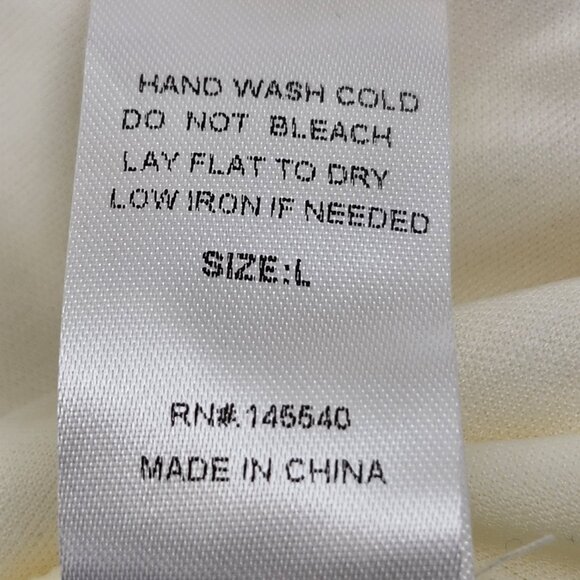 HAND WASH COLD
DO NOT BLEACH
LAY FLAT TO DRY
LOW IRON IF NEEDED
SIZE:L
RN#.145540
MADE IN CHINA